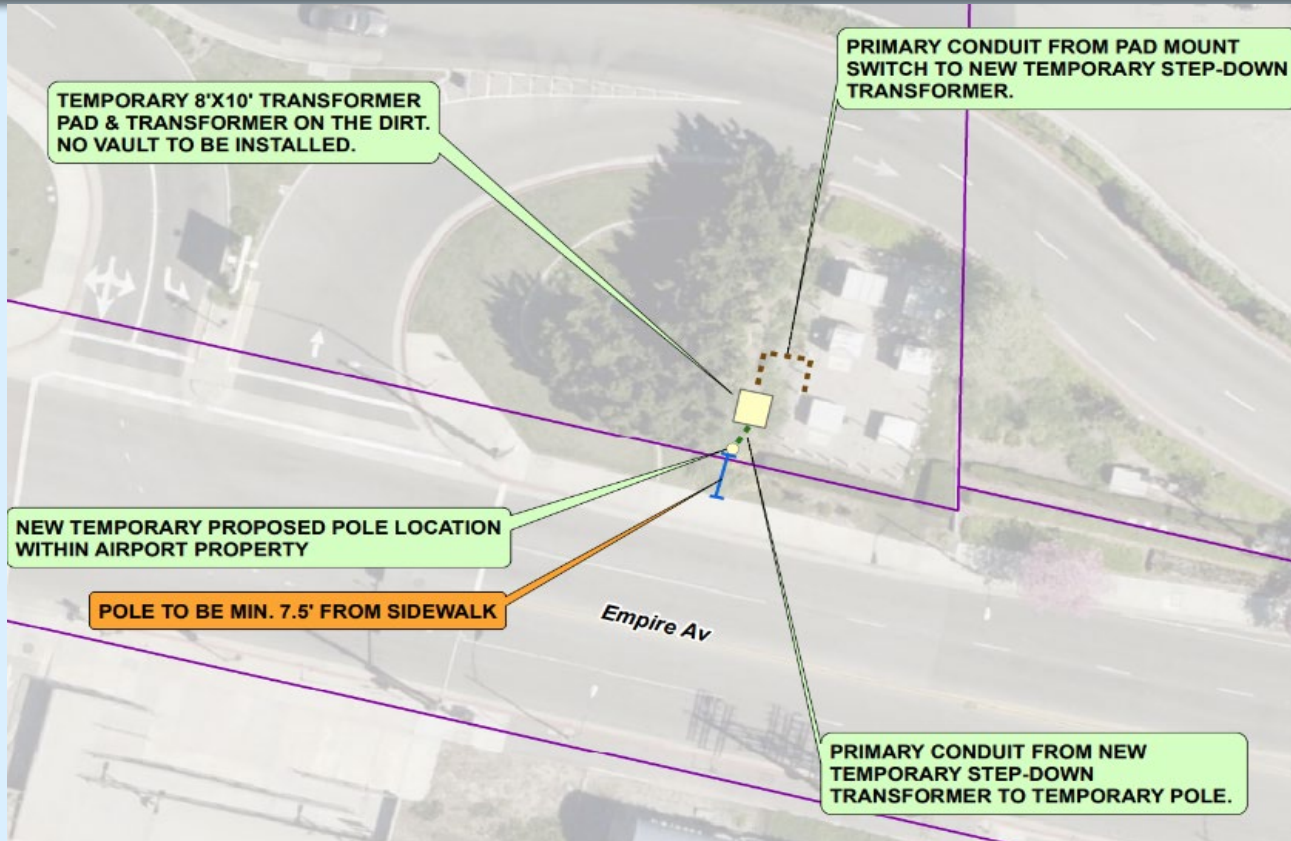 PRIMARY CONDUIT FROM PAD MOUNT
SWITCH TO NEW TEMPORARY STEP-DOWN
TRANSFORMER.
TEMPORARY 8'X10' TRANSFORMER
PAD & TRANSFORMER ON THE DIRT.
NO VAULT TO BE INSTALLED.
NEW TEMPORARY PROPOSED POLE LOCATION
WITHIN AIRPORT PROPERTY
POLE TO BE MIN. 7.5' FROM SIDEWALK
Empire Av
PRIMARY CONDUIT FROM NEW
TEMPORARY STEP-DOWN
TRANSFORMER TO TEMPORARY POLE.